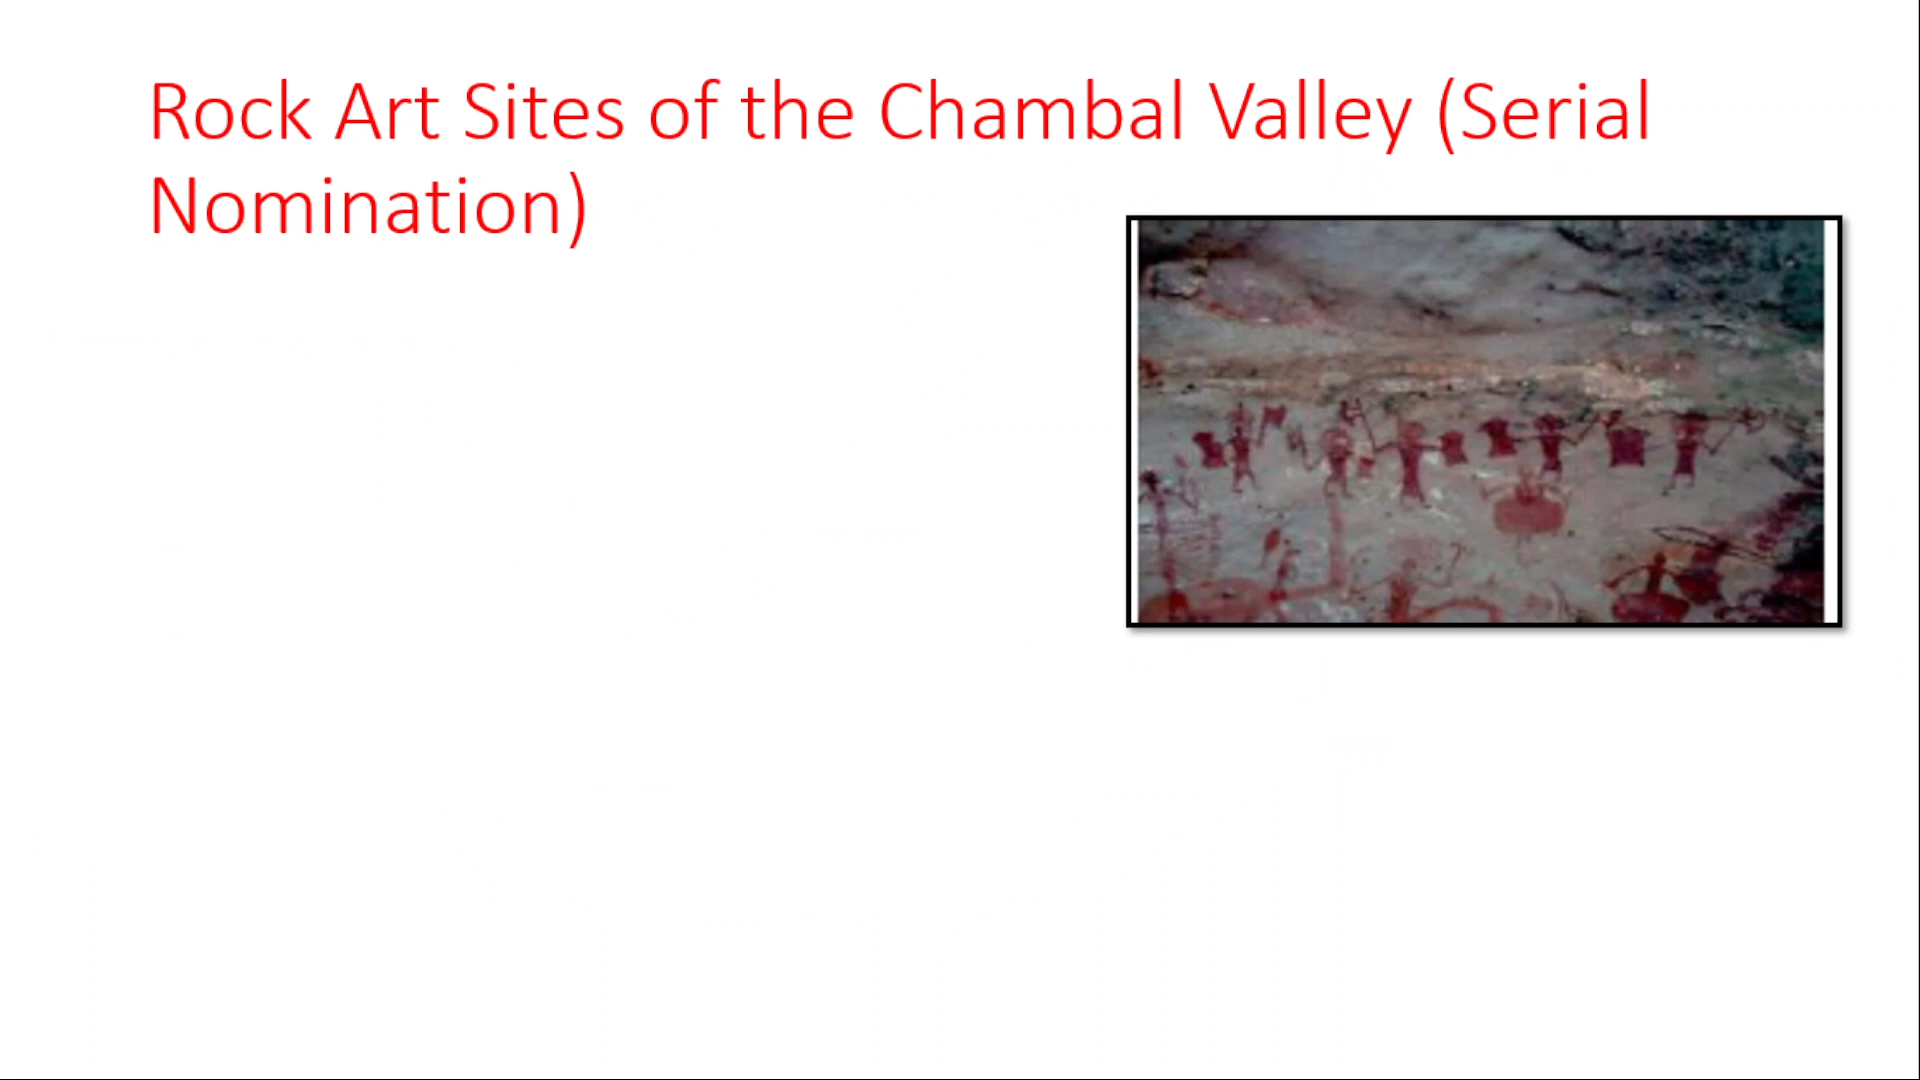 Rock Art Sites of the Chambal Valley (Serial
Nomination)